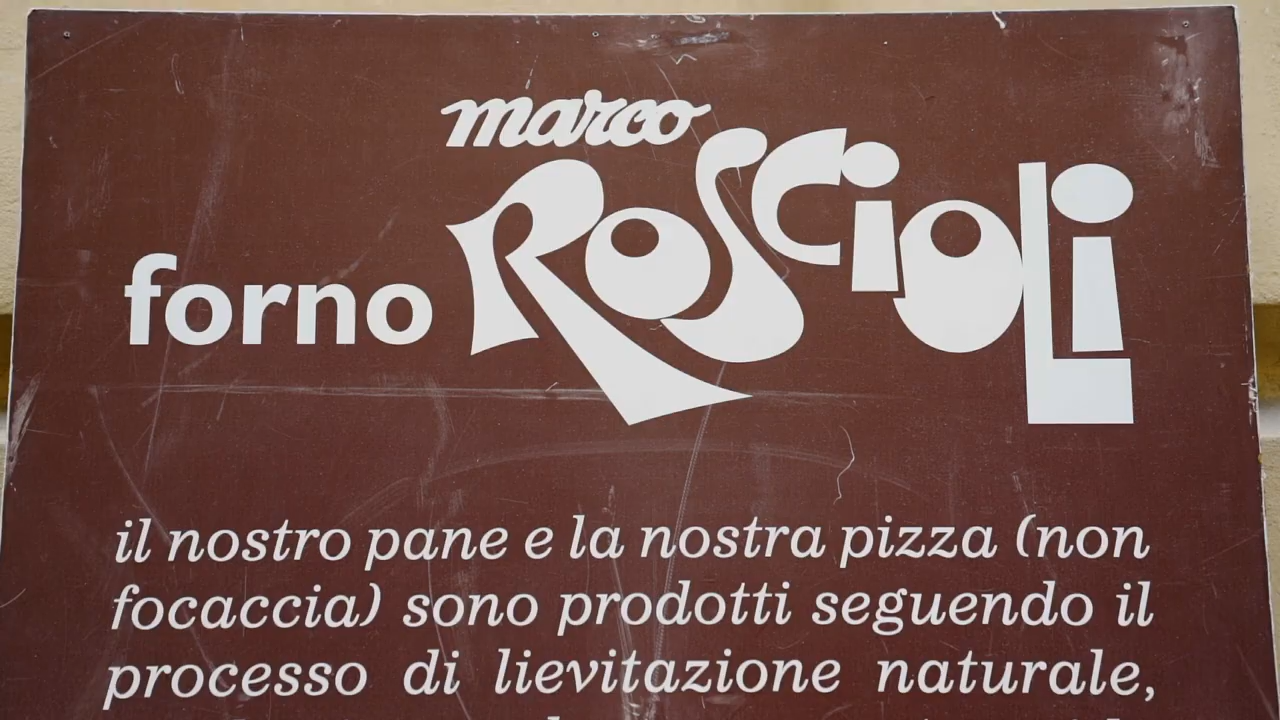 marco
forno Roscioli
il nostro pane e la nostra pizza (non
focaccia) sono prodotti seguendo il
processo di lievitazione naturale,